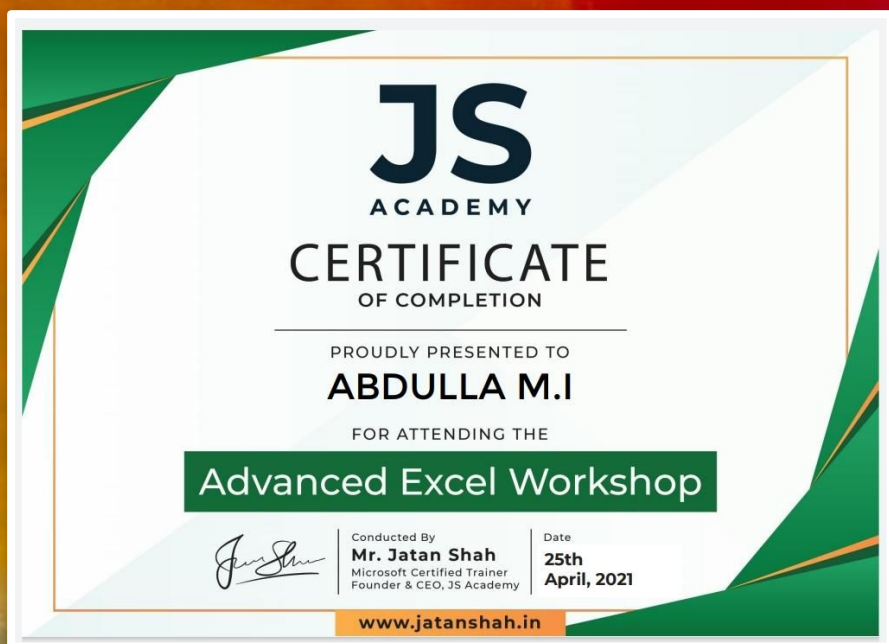 JS
ACADEMY
CERTIFICATE
OF COMPLETION
PROUDLY PRESENTED TO
ABDULLA M.I
FOR ATTENDING THE
Advanced Excel Workshop
Conducted By
Mr. Jatan Shah
Microsoft Certified Trainer
Founder & CEO, JS Academy
Date
25th
April, 2021
www.jatanshah.in